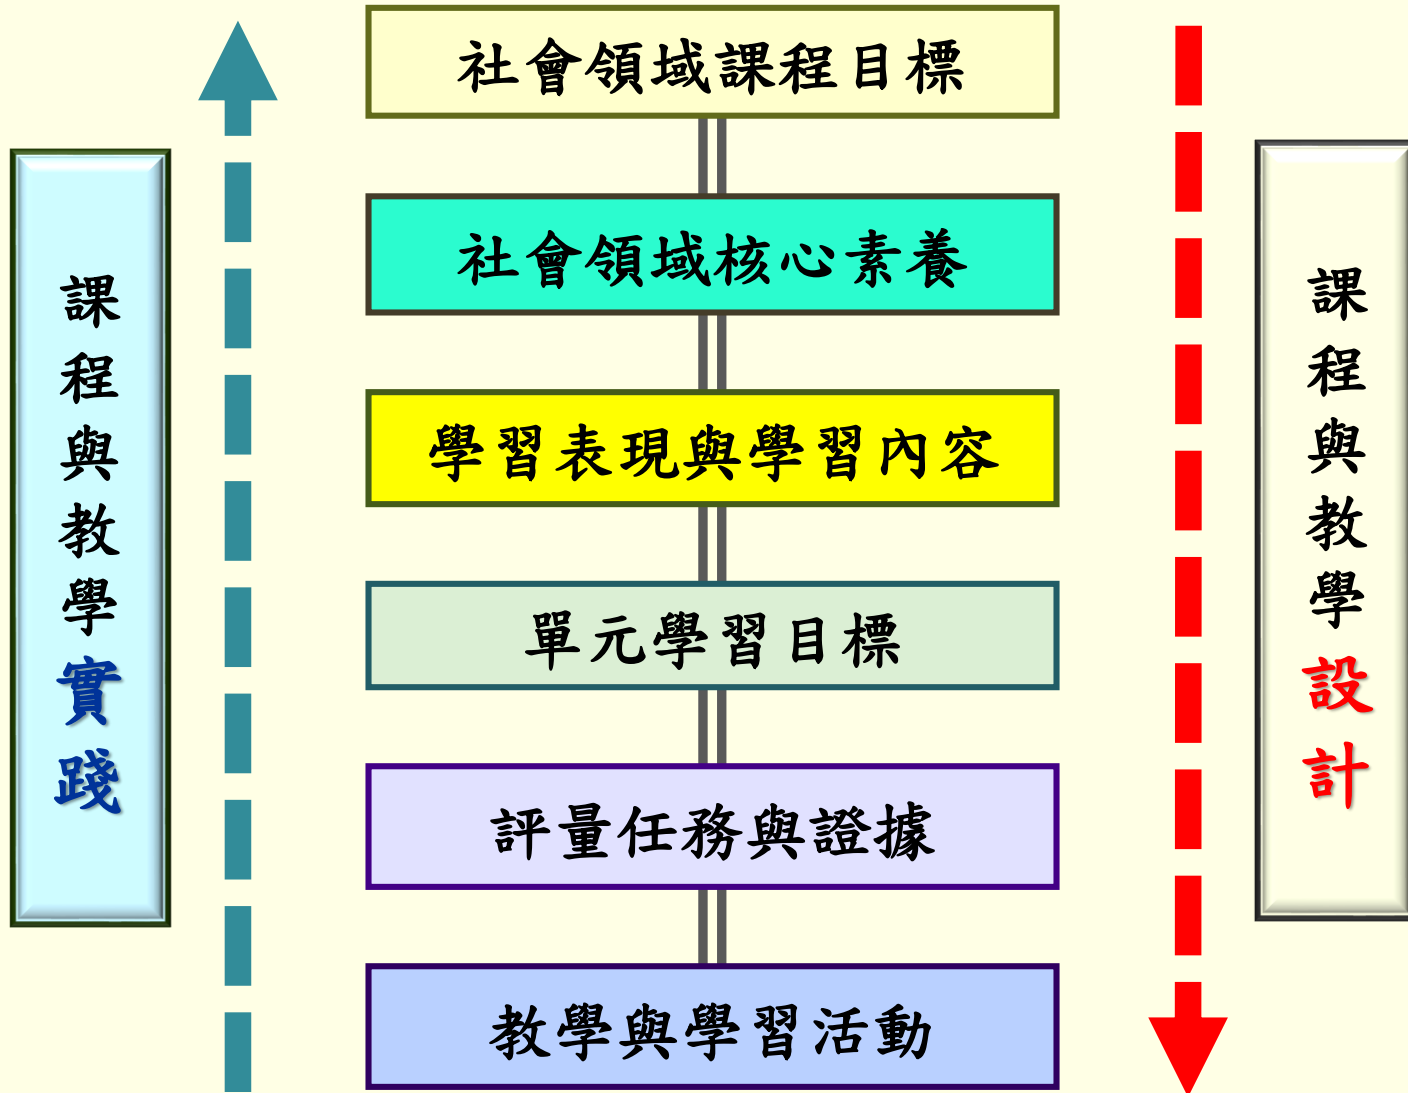 社會領域課程目標
社會領域核心素養
學習表現與學習內容
單元學習目標
評量任務與證據
教學與學習活動
課程與教學實踐
課程與教學設計